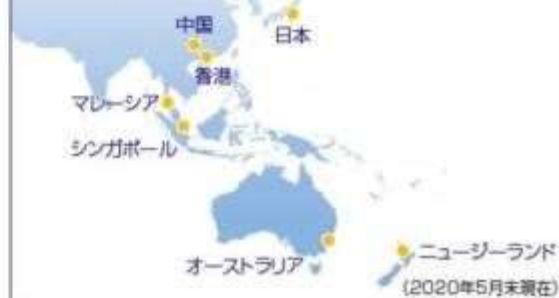 中国
日本
香港
マレーシア
シンガポール
オーストラリア
ニュージーランド
(2020年5月末現在)